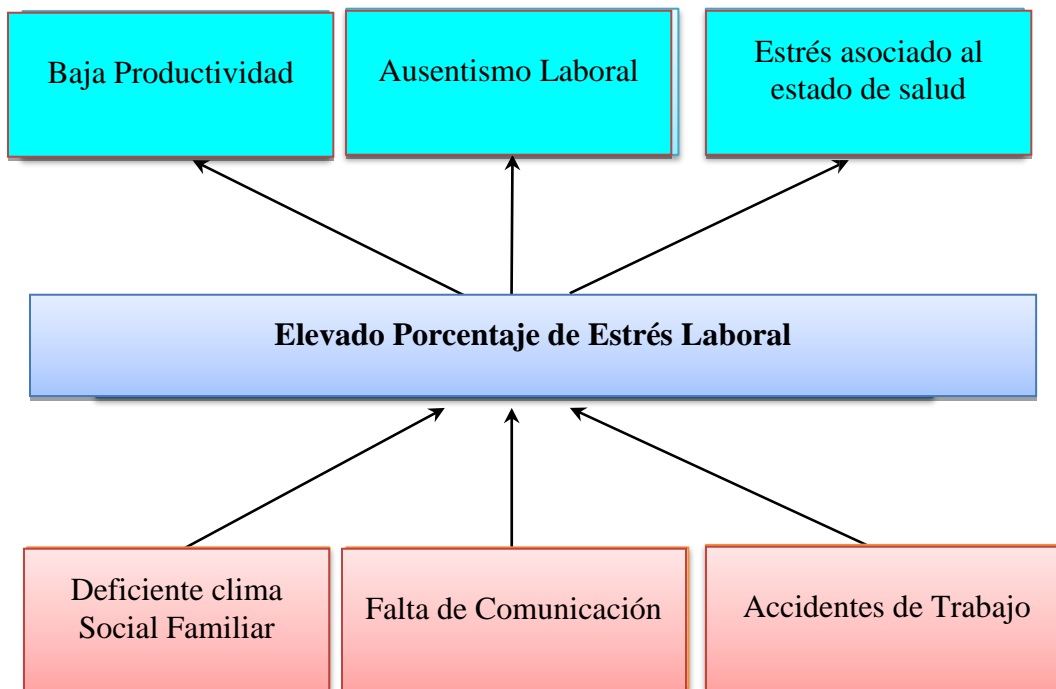 Baja Productividad
Ausentismo Laboral
Estrés asociado al
estado de salud
Elevado Porcentaje de Estrés Laboral
Deficiente clima
Social Familiar
Falta de Comunicación
Accidentes de Trabajo